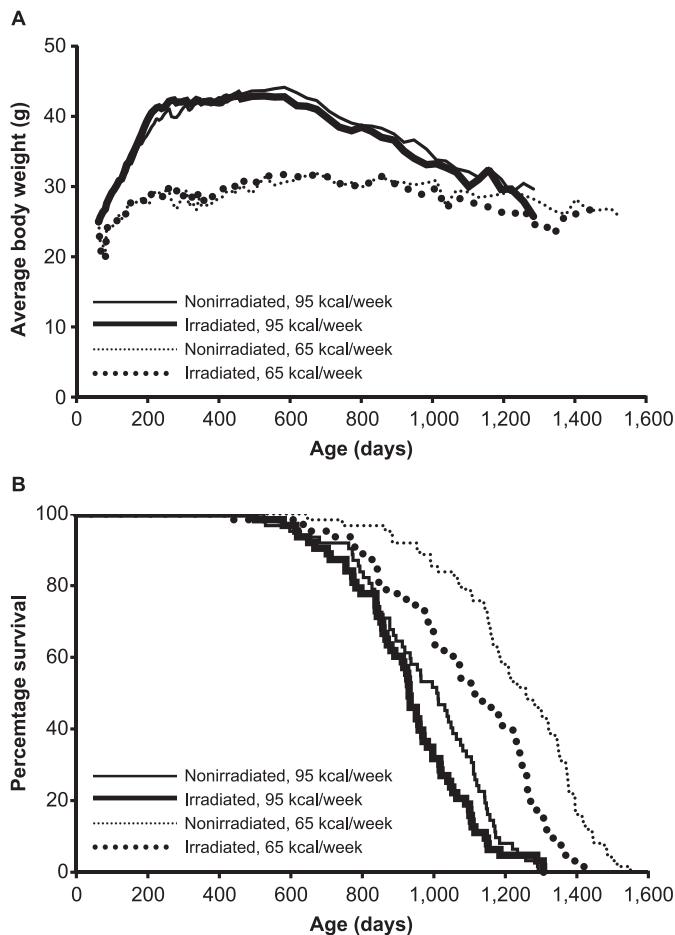 A
50
40
30
20
10
0
Average body weight (g)
Nonirradiated, 95 kcal/week
Irradiated, 95 kcal/week
Nonirradiated, 65 kcal/week
Irradiated, 65 kcal/week
0 200 400 600 800 1,000 1,200 1,400 1,600
Age (days)
B
100
80
60
40
20
0
Percemtage survival
Nonirradiated, 95 kcal/week
Irradiated, 95 kcal/week
Nonirradiated, 65 kcal/week
Irradiated, 65 kcal/week
0 200 400 600 800 1,000 1,200 1,400 1,600
Age (days)